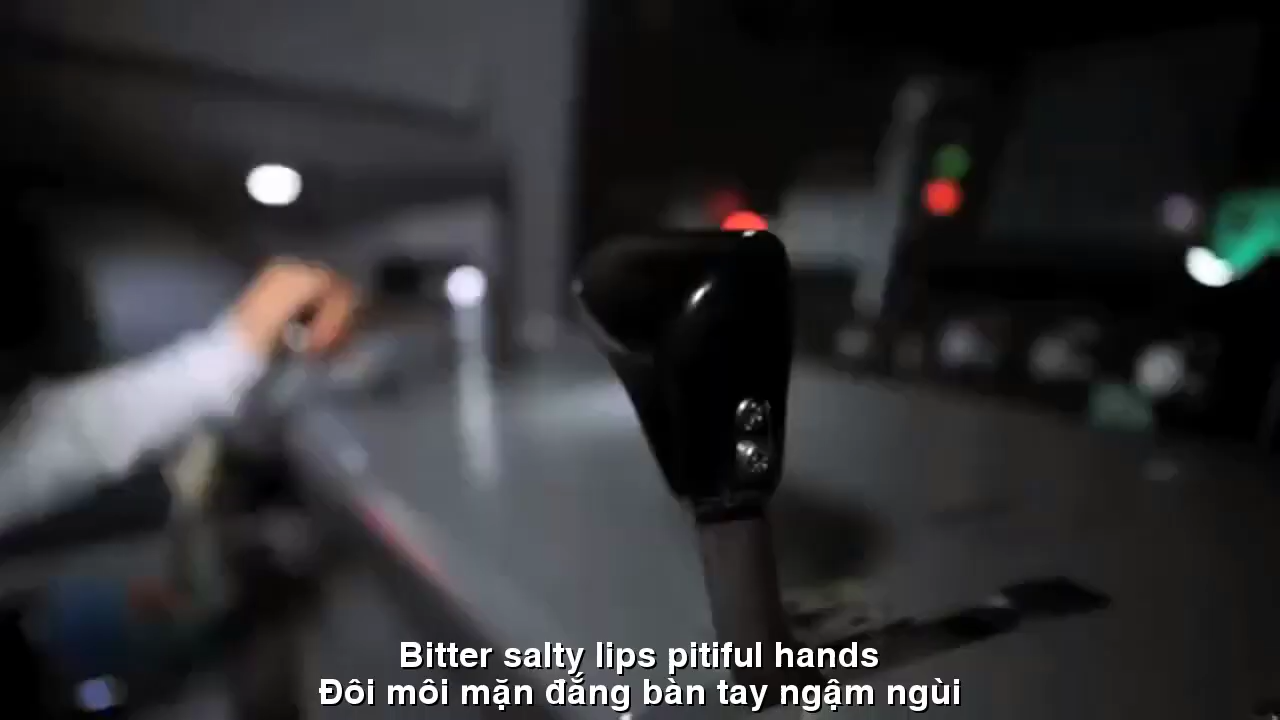 Bitter salty lips pitiful hands
Đôi môi mặn đắng bàn tay ngậm ngùi